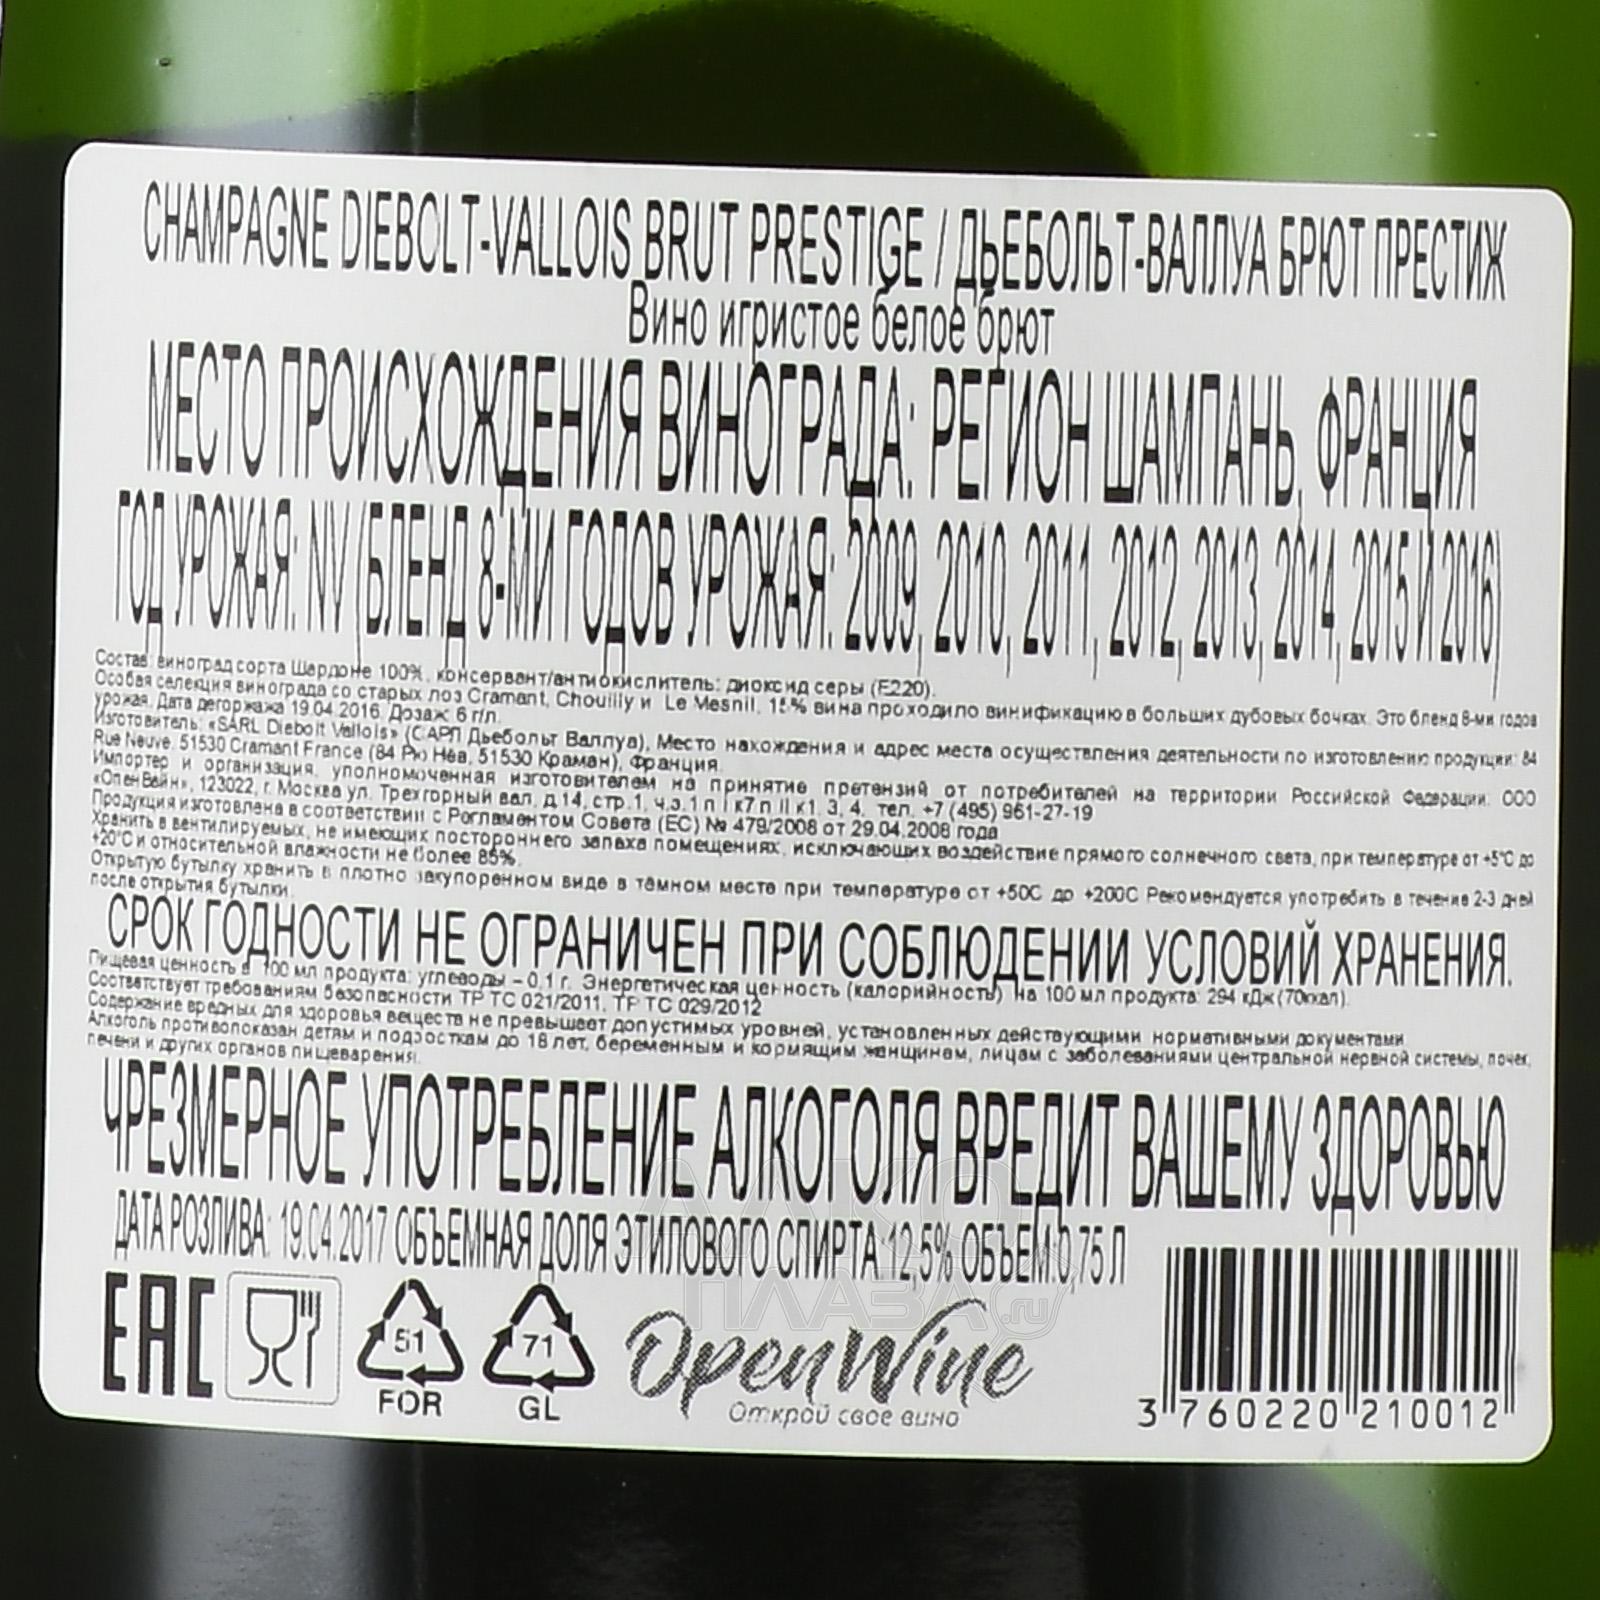 CHAMPAGNE DIEBOLT-VALLOIS BRUT PRESTIGE / ДЬЕБОЛЬТ-ВАЛЛУА БРЮТ ПРЕСТИЖ
Вино игристое белое брют
МЕСТО ПРОИСХОЖДЕНИЯ ВИНОГРАДА: РЕГИОН ШАМПАНЬ, ФРАНЦИЯ
ГОД УРОЖАЯ: NV (БЛЕНД 8-МИ ГОДОВ УРОЖАЯ: 2009, 2010, 2011, 2012, 2013, 2014, 2015 И 2016)
Состав: виноград сорта Шардоне 100%, консервант/антиокислитель: диоксид серы (Е220).
Особая селекция винограда со старых лоз Cramant, Chouilly и Le Mesnil, 15% вина проходило винификацию в больших дубовых бочках. Это бленд 8-ми годов
урожая. Дата дегоржажа 19.04.2016. Дозаж: 6 г/л.
Изготовитель: «SARL Diebolt Vallois» (САРЛ Дьебольт Валлуа), Место нахождения и адрес места осуществления деятельности по изготовлению продукции: 84
Rue Neuve, 51530 Cramant France (84 Рю Нёв, 51530 Краман), Франция.
Импортер и организация, уполномоченная изготовителем на принятие претензий от потребителей на территории Российской Федерации: ООО
«ОпенВайн», 123022, г. Москва ул. Трехгорный вал, д.14, стр.1, ч.э.1 п I к7 п II к1, 3, 4, тел. +7 (495) 961-27-19
Продукция изготовлена в соответствии с Регламентом Совета (ЕС) № 479/2008 от 29.04.2008 года
Хранить в вентилируемых, не имеющих постороннего запаха помещениях, исключающих воздействие прямого солнечного света, при температуре от +5°С до
+20°С и относительной влажности не более 85%.
Открытую бутылку хранить в плотно закупоренном виде в тёмном месте при температуре от +50С до +200С Рекомендуется употребить в течение 2-3 дней
после открытия бутылки.
СРОК ГОДНОСТИ НЕ ОГРАНИЧЕН ПРИ СОБЛЮДЕНИИ УСЛОВИЙ ХРАНЕНИЯ.
Пищевая ценность в 100 мл продукта: углеводы – 0,1 г. Энергетическая ценность (калорийность) на 100 мл продукта: 294 кДж (70ккал).
Соответствует требованиям безопасности ТР ТС 021/2011, ТР ТС 029/2012
Содержание вредных для здоровья веществ не превышает допустимых уровней, установленных действующими нормативными документами.
Алкоголь противопоказан детям и подросткам до 18 лет, беременным и кормящим женщинам, лицам с заболеваниями центральной нервной системы, почек,
печени и других органов пищеварения.
ЧРЕЗМЕРНОЕ УПОТРЕБЛЕНИЕ АЛКОГОЛЯ ВРЕДИТ ВАШЕМУ ЗДОРОВЬЮ
ДАТА РОЗЛИВА: 19.04.2017 ОБЪЕМНАЯ ДОЛЯ ЭТИЛОВОГО СПИРТА:12,5% ОБЪЕМ:0,75 Л
АЛКО
ПЛАЗА.ru
EAC
51
FOR
71
GL
OpenWine
Открой свое вино
3 760220 210012